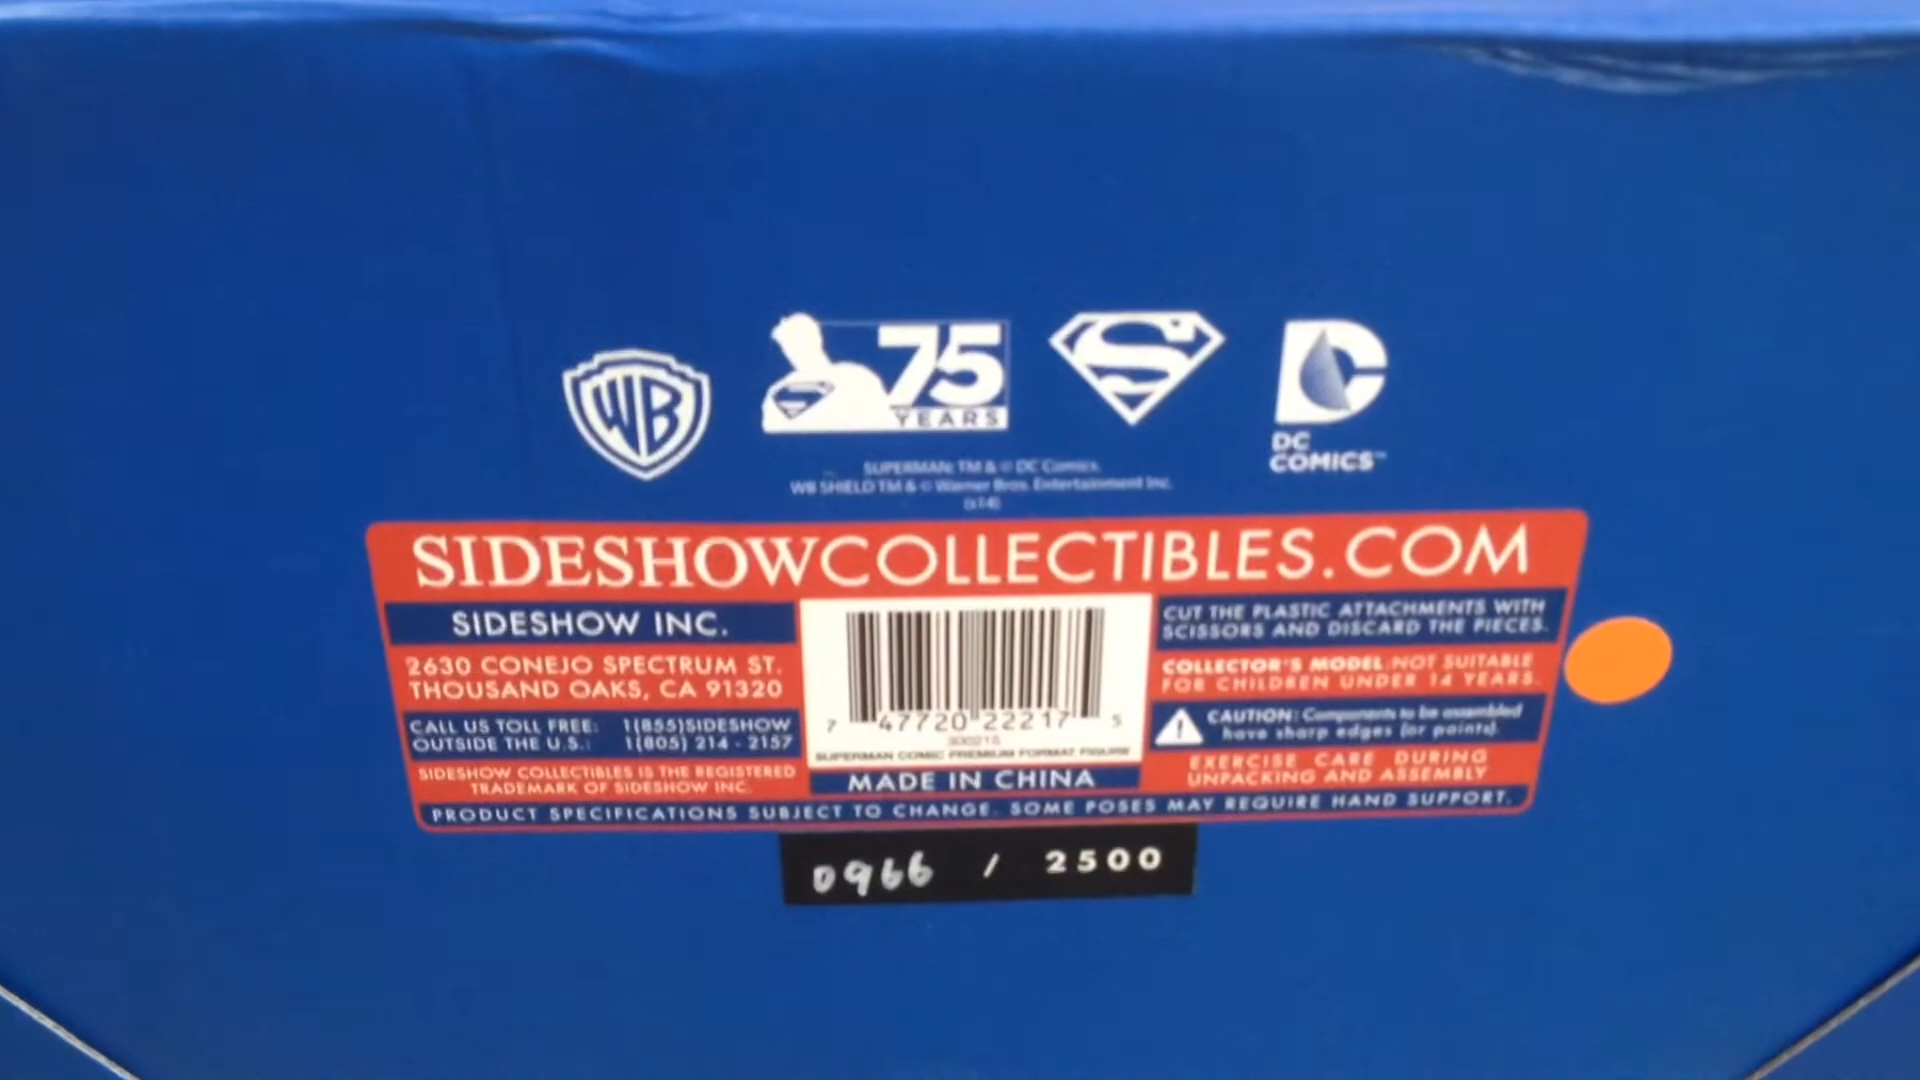 WB
75
YEARS
S
DC
COMICS™
SUPERMAN: TM & © DC Comics.
WB SHIELD TM & © Warner Bros. Entertainment Inc.
(s14)
SIDESHOWCOLLECTIBLES.COM
SIDESHOW INC.
2630 CONEJO SPECTRUM ST.
THOUSAND OAKS, CA 91320
CALL US TOLL FREE: 1(855)SIDESHOW
OUTSIDE THE U.S.: 1(805) 214 - 2157
SIDESHOW COLLECTIBLES IS THE REGISTERED
TRADEMARK OF SIDESHOW INC.
7 47720 22217 5
SUPERMAN COMIC PREMIUM FORMAT FIGURE
MADE IN CHINA
CUT THE PLASTIC ATTACHMENTS WITH
SCISSORS AND DISCARD THE PIECES.
COLLECTOR'S MODEL. NOT SUITABLE
FOR CHILDREN UNDER 14 YEARS.
CAUTION: Components to be assembled
have sharp edges (or points).
EXERCISE CARE DURING
UNPACKING AND ASSEMBLY
PRODUCT SPECIFICATIONS SUBJECT TO CHANGE. SOME POSES MAY REQUIRE HAND SUPPORT.
0966 / 2500